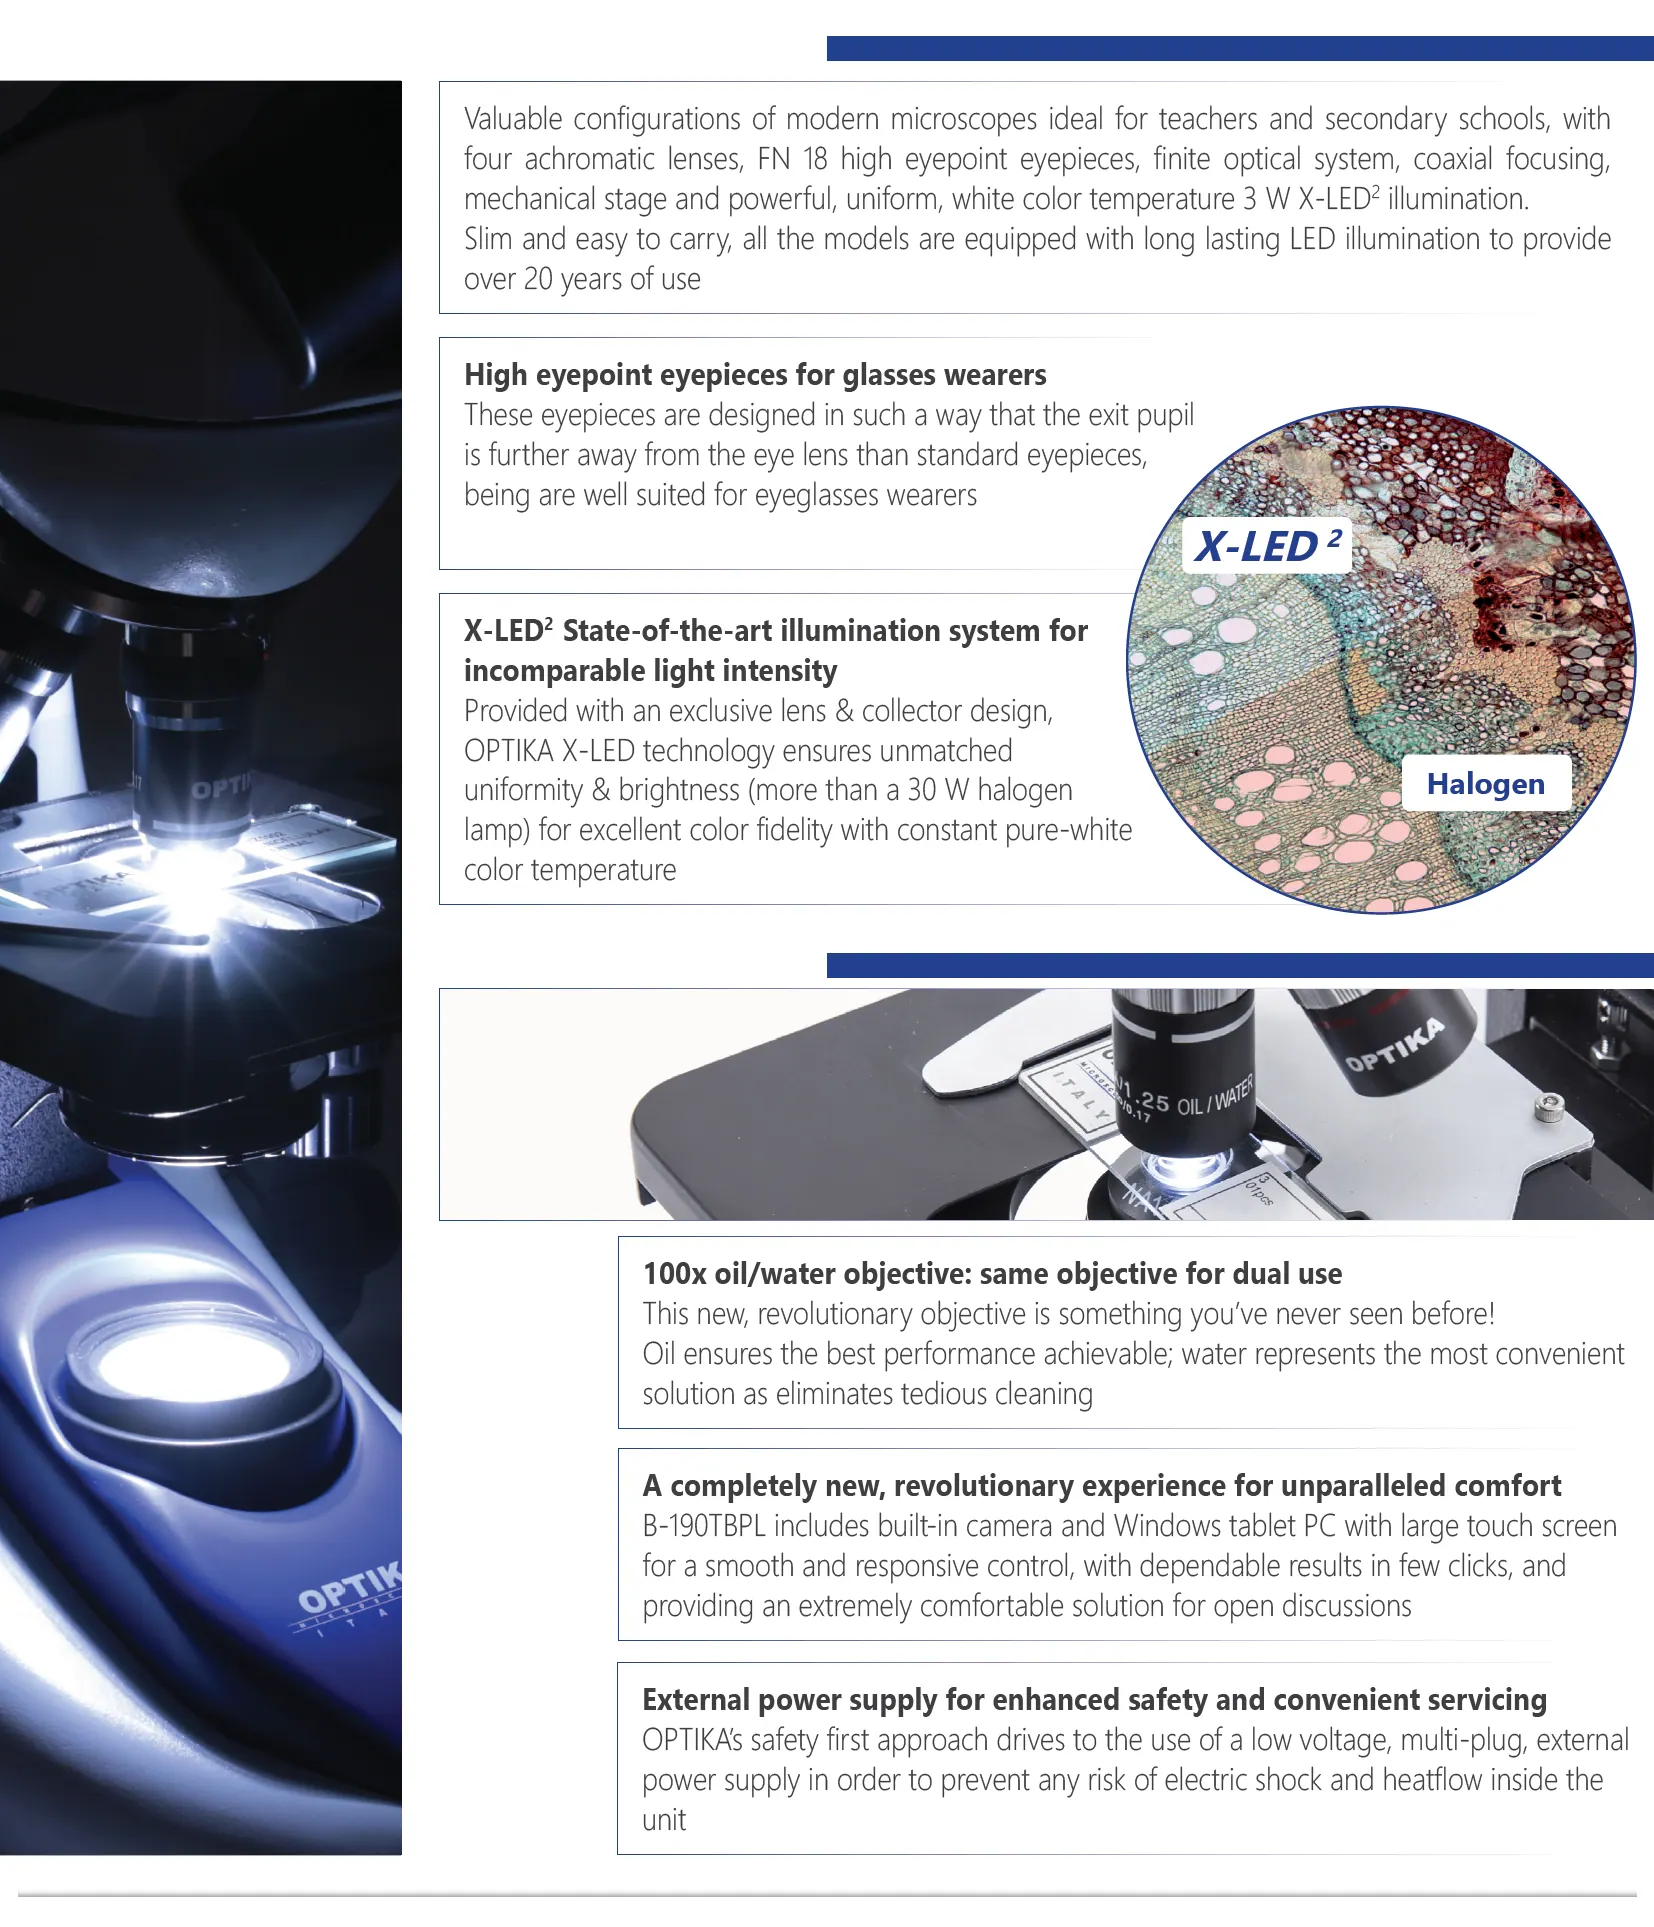 Valuable configurations of modern microscopes ideal for teachers and secondary schools, with
four achromatic lenses, FN 18 high eyepoint eyepieces, finite optical system, coaxial focusing,
mechanical stage and powerful, uniform, white color temperature 3 W X-LED² illumination.
Slim and easy to carry, all the models are equipped with long lasting LED illumination to provide
over 20 years of use
High eyepoint eyepieces for glasses wearers
These eyepieces are designed in such a way that the exit pupil
is further away from the eye lens than standard eyepieces,
being are well suited for eyeglasses wearers
X-LED ²
X-LED² State-of-the-art illumination system for
incomparable light intensity
Provided with an exclusive lens & collector design,
OPTIKA X-LED technology ensures unmatched
uniformity & brightness (more than a 30 W halogen
lamp) for excellent color fidelity with constant pure-white
color temperature
Halogen
OPTIKA
OPTIKA
ITALY
1.25 OIL / WATER
0.17
3
01pcs
100x oil/water objective: same objective for dual use
This new, revolutionary objective is something you’ve never seen before!
Oil ensures the best performance achievable; water represents the most convenient
solution as eliminates tedious cleaning
A completely new, revolutionary experience for unparalleled comfort
B-190TBPL includes built-in camera and Windows tablet PC with large touch screen
for a smooth and responsive control, with dependable results in few clicks, and
providing an extremely comfortable solution for open discussions
External power supply for enhanced safety and convenient servicing
OPTIKA’s safety first approach drives to the use of a low voltage, multi-plug, external
power supply in order to prevent any risk of electric shock and heatflow inside the
unit
OPTIK
ITA